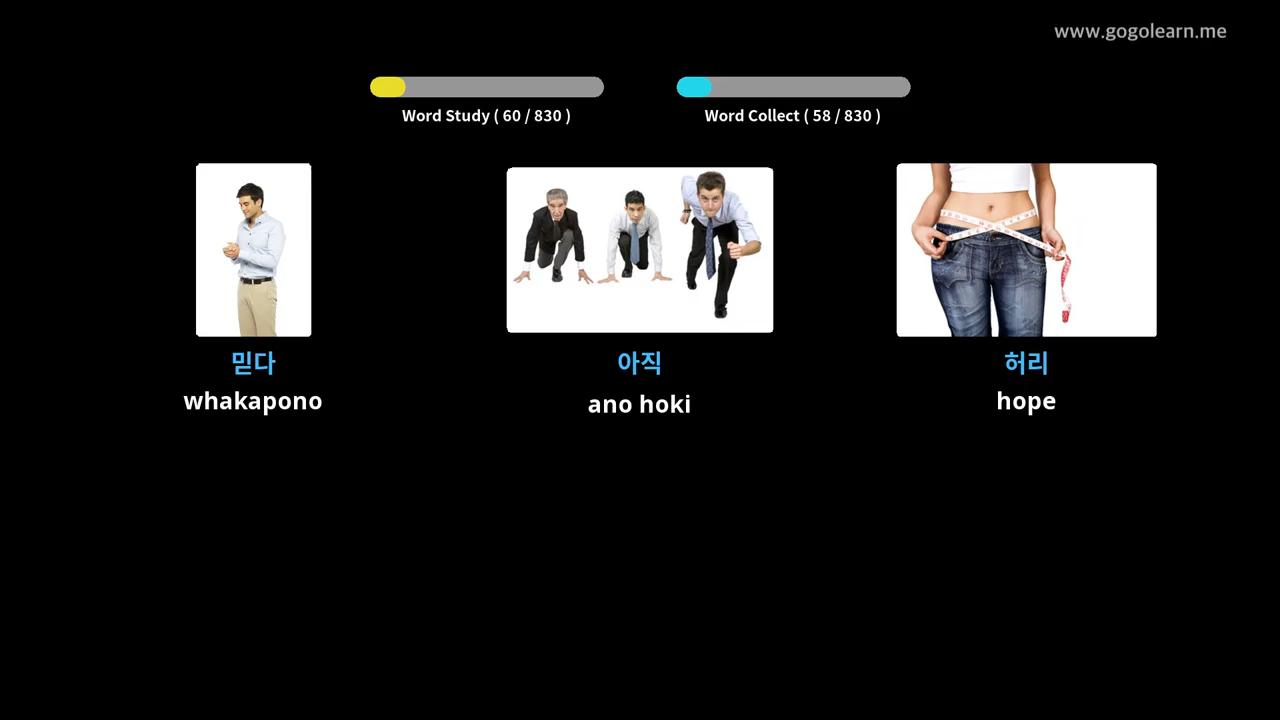 www.gogolearn.me
Word Study ( 60 / 830 )
Word Collect ( 58 / 830 )
믿다
아직
허리
whakapono
ano hoki
hope